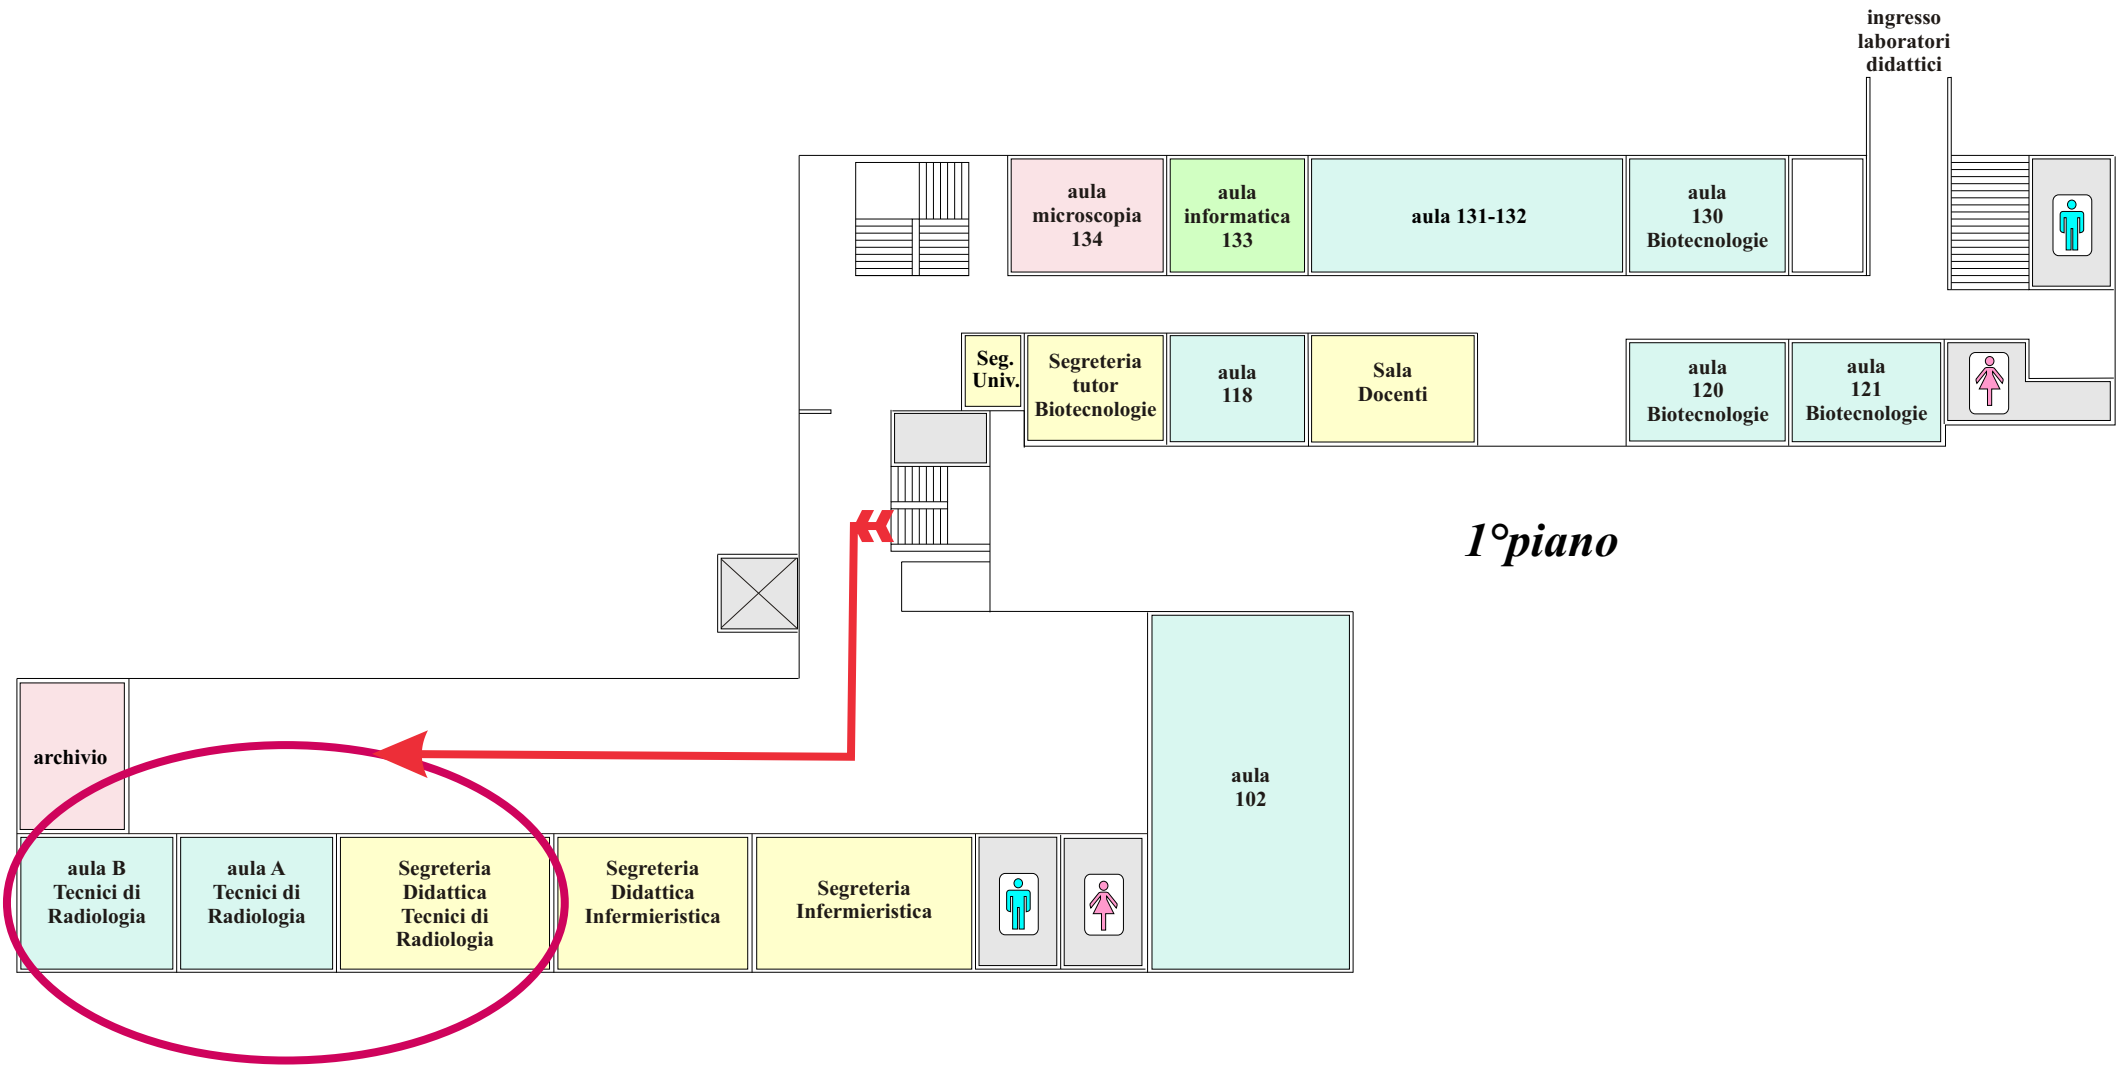 ingresso
laboratori
didattici
aula
microscopia
134
aula
informatica
133
aula 131-132
aula
130
Biotecnologie
Seg.
Univ.
Segreteria
tutor
Biotecnologie
aula
118
Sala
Docenti
aula
120
Biotecnologie
aula
121
Biotecnologie
1°piano
archivio
aula
102
aula B
Tecnici di
Radiologia
aula A
Tecnici di
Radiologia
Segreteria
Didattica
Tecnici di
Radiologia
Segreteria
Didattica
Infermieristica
Segreteria
Infermieristica